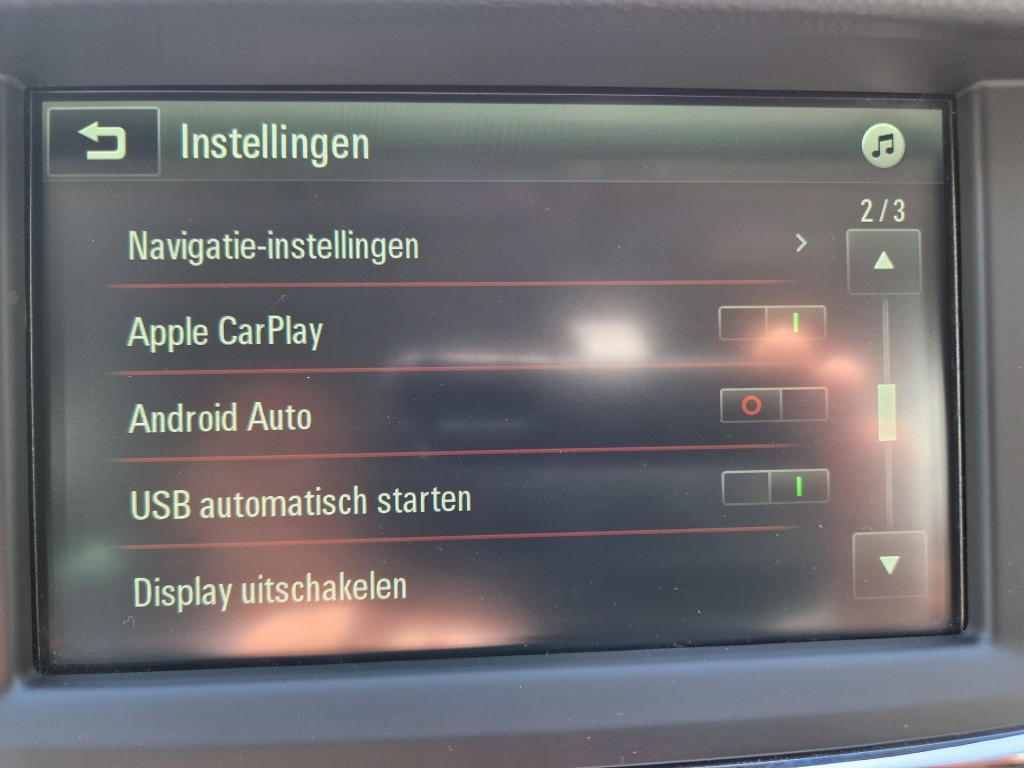 Instellingen
2/3
Navigatie-instellingen
Apple CarPlay
Android Auto
USB automatisch starten
Display uitschakelen